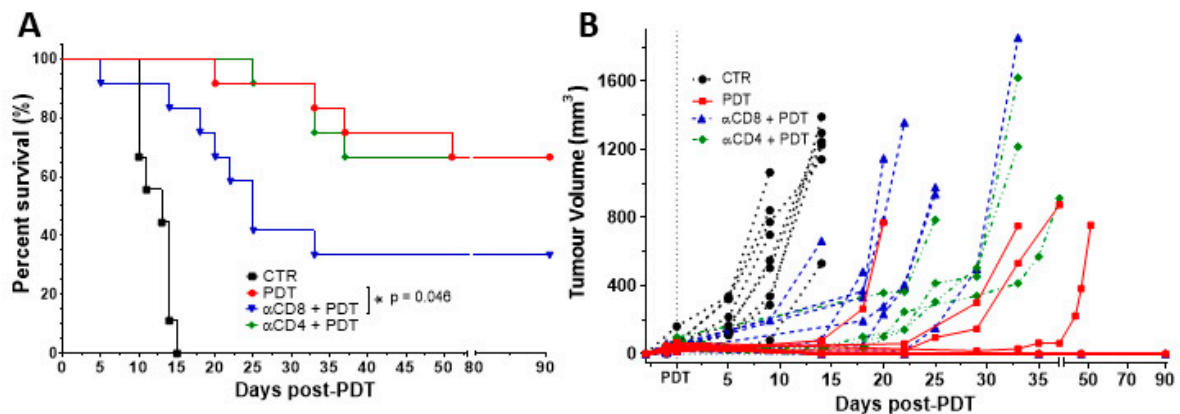 A
Percent survival (%)
100
80
60
40
20
0
CTR
PDT
αCD8 + PDT
αCD4 + PDT
* p = 0.046
0 5 10 15 20 25 30 35 40 45 50 80 90
Days post-PDT
B
Tumour Volume (mm³)
1600
1200
800
400
0
CTR
PDT
αCD8 + PDT
αCD4 + PDT
PDT 5 10 15 20 25 30 35 50 70 90
Days post-PDT